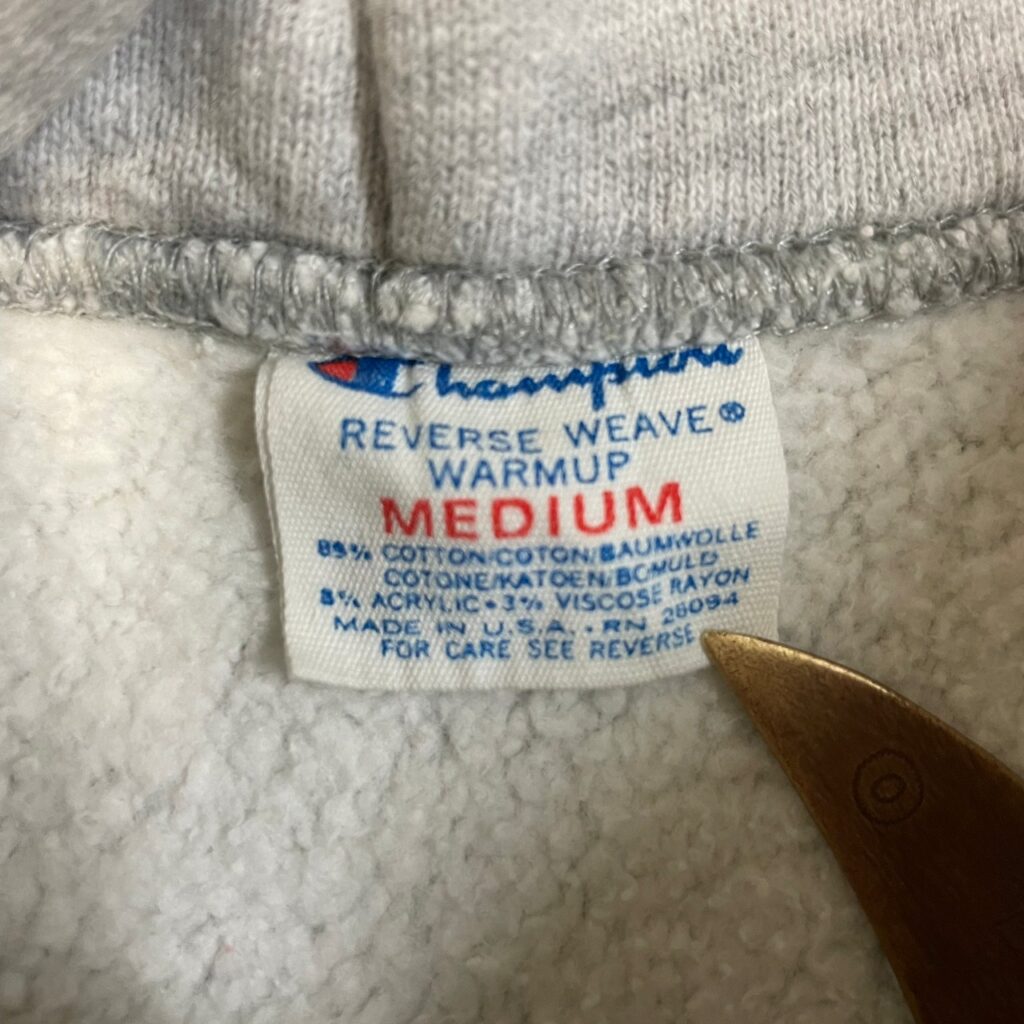 Champion
REVERSE WEAVE®
WARMUP
MEDIUM
89% COTTON/COTON/BAUMWOLLE
COTONE/KATOEN/BOMULD
8% ACRYLIC • 3% VISCOSE RAYON
MADE IN U.S.A. • RN 26094
FOR CARE SEE REVERSE